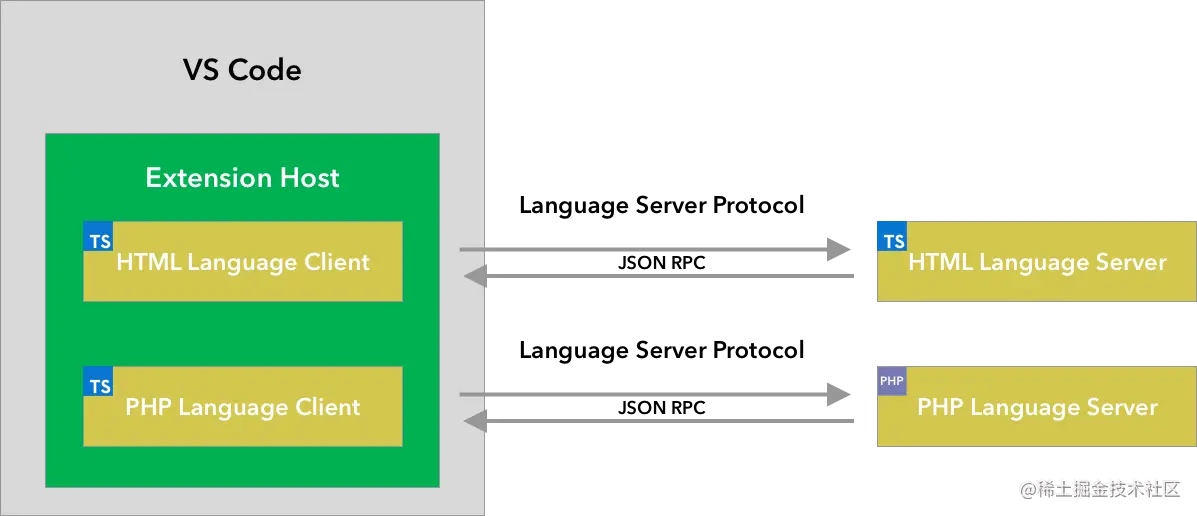 VS Code
Extension Host
TS
HTML Language Client
Language Server Protocol
JSON RPC
TS
HTML Language Server
TS
PHP Language Client
Language Server Protocol
JSON RPC
PHP
PHP Language Server
@稀土掘金技术社区